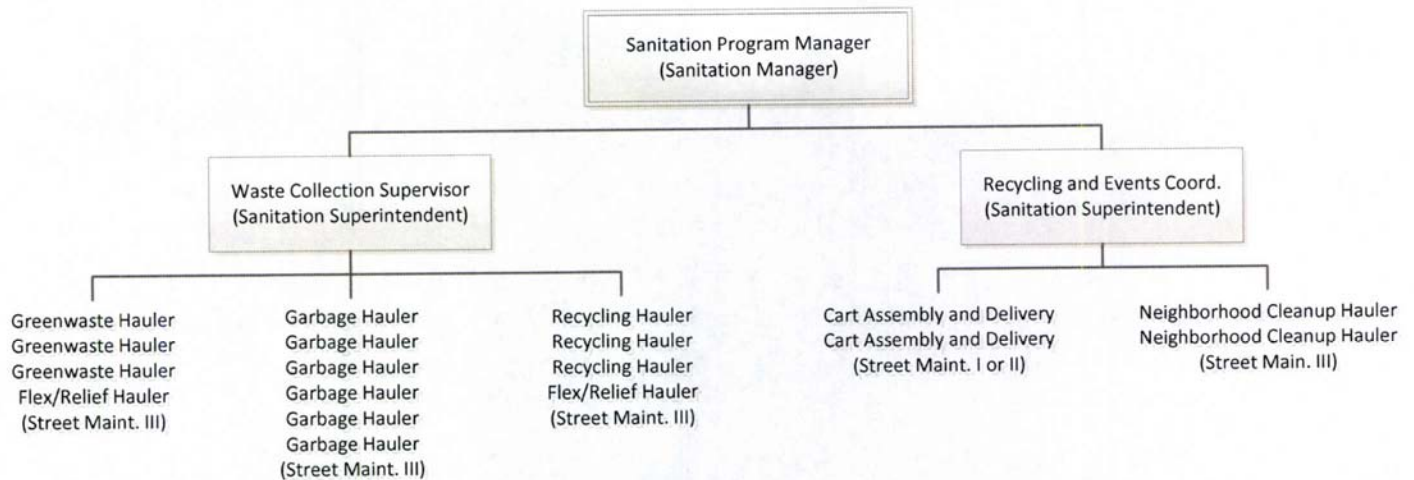 Sanitation Program Manager
(Sanitation Manager)
Waste Collection Supervisor
(Sanitation Superintendent)
Recycling and Events Coord.
(Sanitation Superintendent)
Greenwaste Hauler
Greenwaste Hauler
Greenwaste Hauler
Flex/Relief Hauler
(Street Maint. III)
Garbage Hauler
Garbage Hauler
Garbage Hauler
Garbage Hauler
Garbage Hauler
Garbage Hauler
(Street Maint. III)
Recycling Hauler
Recycling Hauler
Recycling Hauler
Flex/Relief Hauler
(Street Maint. III)
Cart Assembly and Delivery
Cart Assembly and Delivery
(Street Maint. I or II)
Neighborhood Cleanup Hauler
Neighborhood Cleanup Hauler
(Street Main. III)